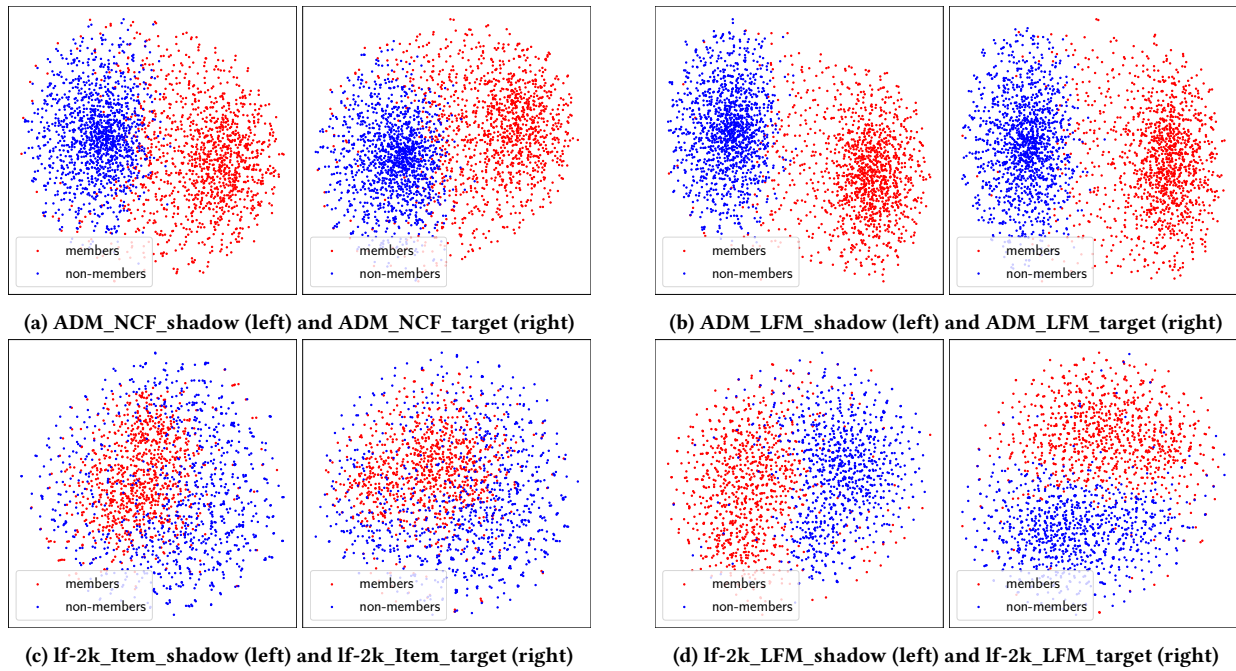 members
non-members
members
non-members
members
non-members
members
non-members
(a) ADM_NCF_shadow (left) and ADM_NCF_target (right)
(b) ADM_LFM_shadow (left) and ADM_LFM_target (right)
members
non-members
members
non-members
members
non-members
members
non-members
(c) lf-2k_Item_shadow (left) and lf-2k_Item_target (right)
(d) lf-2k_LFM_shadow (left) and lf-2k_LFM_target (right)